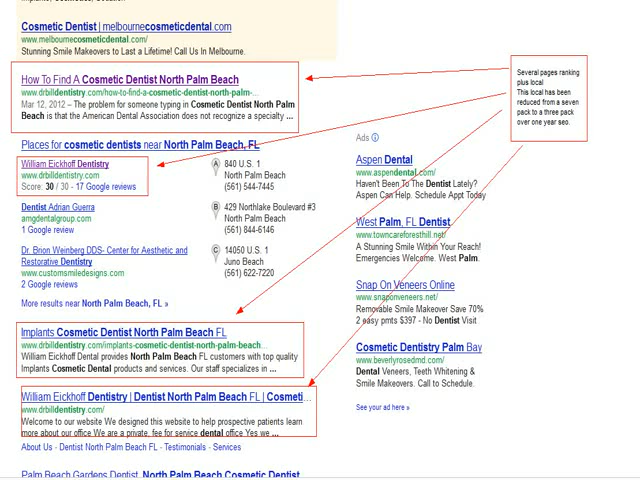 Cosmetic Dentist | melbournecosmeticdental.com
www.melbournecosmeticdental.com/
Stunning Smile Makeovers to Last a Lifetime! Call Us In Melbourne.
How To Find A Cosmetic Dentist North Palm Beach
www.drbilldentistry.com/how-to-find-a-cosmetic-dentist-north-palm-...
Mar 12, 2012 – The problem for someone typing in Cosmetic Dentist North Palm
Beach is that the American Dental Association does not recognize a specialty ...
Places for cosmetic dentists near North Palm Beach, FL
William Eickhoff Dentistry
www.drbilldentistry.com
Score: 30 / 30 - 17 Google reviews
A
840 U.S. 1
North Palm Beach
(561) 544-7445
Dentist Adrian Guerra
amgdentalgroup.com
1 Google review
B
429 Northlake Boulevard #3
North Palm Beach
(561) 844-6146
Dr. Brion Weinberg DDS- Center for Aesthetic and
Restorative Dentistry
www.customsmiledesigns.com
2 Google reviews
C
14050 U.S. 1
Juno Beach
(561) 622-7220
More results near North Palm Beach, FL »
Implants Cosmetic Dentist North Palm Beach FL
www.drbilldentistry.com/implants-cosmetic-dentist-north-palm-beach...
William Eickhoff Dental provides North Palm Beach FL customers with top quality
Implants Cosmetic Dental products and services. Our staff specializes in ...
William Eickhoff Dentistry | Dentist North Palm Beach FL | Cosmeti...
www.drbilldentistry.com/
Welcome to our website We designed this website to help prospective patients learn
more about our office We are a private, fee for service dental office Yes we ...
About Us - Dentist North Palm Beach FL - Testimonials - Services
Palm Beach Gardens Dentist, North Palm Beach Cosmetic Dentist
Several pages ranking
plus local
This local has been
reduced from a seven
pack to a three pack
over one year seo.
Ads
Aspen Dental
www.aspendental.com/
Haven't Been To The Dentist Lately?
Aspen Can Help. Schedule Appt Today
West Palm, FL Dentist
www.towncareforesthill.net/
A Stunning Smile Within Your Reach!
Emergencies Welcome. West Palm.
Snap On Veneers Online
www.snaponveneers.net/
Removable Smile Makeover Save 70%
2 easy pmts $397 - No Dentist Visit
Cosmetic Dentistry Palm Bay
www.beverlyrosedmd.com/
Dental Veneers, Teeth Whitening &
Smile Makeovers. Call to Schedule.
See your ad here »